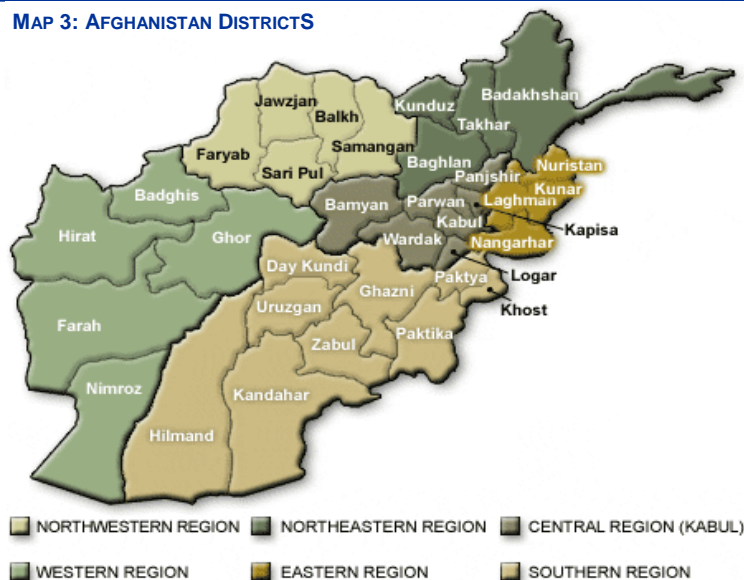 MAP 3: AFGHANISTAN DISTRICTS
Badakhshan
Jawzjan
Kunduz
Balkh
Takhar
Samangan
Faryab
Baghlan
Nuristan
Sari Pul
Panjshir
Badghis
Kunar
Laghman
Bamyan
Parwan
Kabul
Kapisa
Hirat
Ghor
Wardak
Nangarhar
Day Kundi
Logar
Paktya
Ghazni
Uruzgan
Khost
Farah
Paktika
Zabul
Nimroz
Kandahar
Hilmand
NORTHWESTERN REGION
NORTHEASTERN REGION
CENTRAL REGION (KABUL)
WESTERN REGION
EASTERN REGION
SOUTHERN REGION